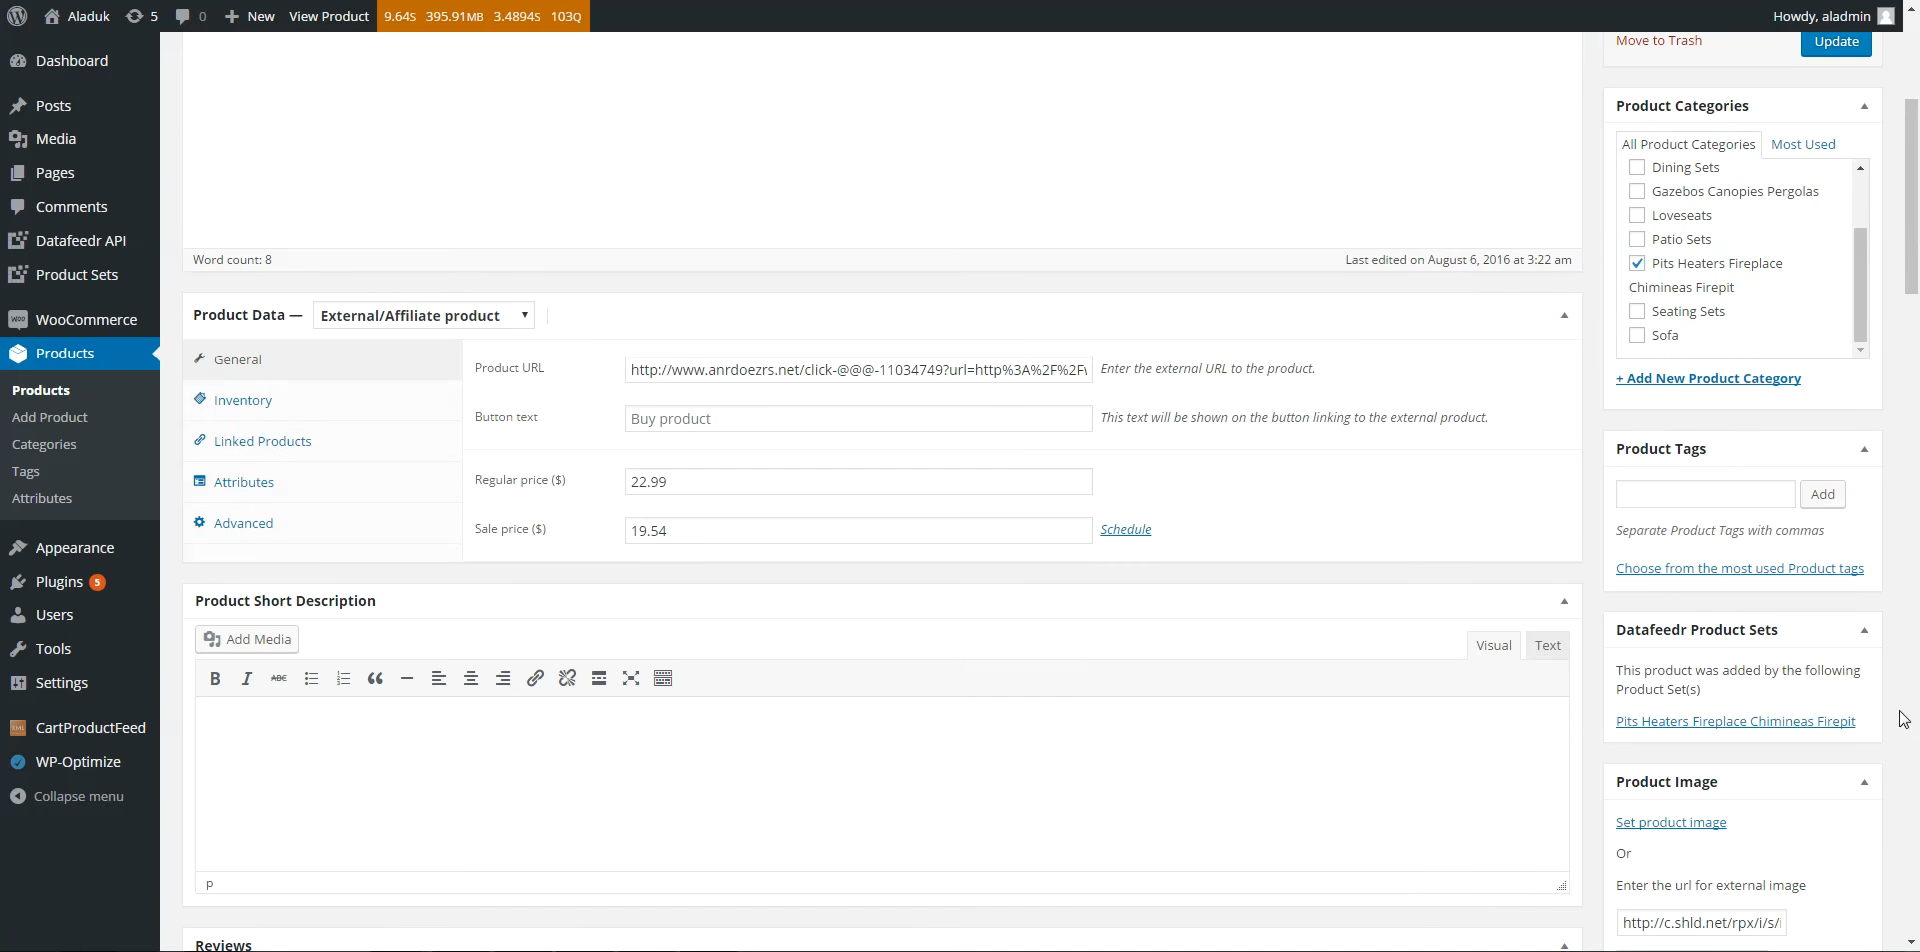 Aladuk 5 0 New View Product 9.64S 395.91MB 3.4894S 103Q Howdy, aladmin
Dashboard
Posts
Media
Pages
Comments
Datafeedr API
Product Sets
WooCommerce
Products
Products
Add Product
Categories
Tags
Attributes
Appearance
Plugins 5
Users
Tools
Settings
CartProductFeed
WP-Optimize
Collapse menu
Word count: 8
Last edited on August 6, 2016 at 3:22 am
Product Data — External/Affiliate product
General
Inventory
Linked Products
Attributes
Advanced
Product URL http://www.anrdoezrs.net/click-@@@-11034749?url=http%3A%2F%2F\ Enter the external URL to the product.
Button text Buy product This text will be shown on the button linking to the external product.
Regular price ($) 22.99
Sale price ($) 19.54 Schedule
Product Short Description
Add Media
Visual Text
B I ABC
p
Reviews
Move to Trash Update
Product Categories
All Product Categories Most Used
Dining Sets
Gazebos Canopies Pergolas
Loveseats
Patio Sets
Pits Heaters Fireplace
Chimineas Firepit
Seating Sets
Sofa
+ Add New Product Category
Product Tags
Add
Separate Product Tags with commas
Choose from the most used Product tags
Datafeedr Product Sets
This product was added by the following
Product Set(s)
Pits Heaters Fireplace Chimineas Firepit
Product Image
Set product image
Or
Enter the url for external image
http://c.shld.net/rpx/i/s/i